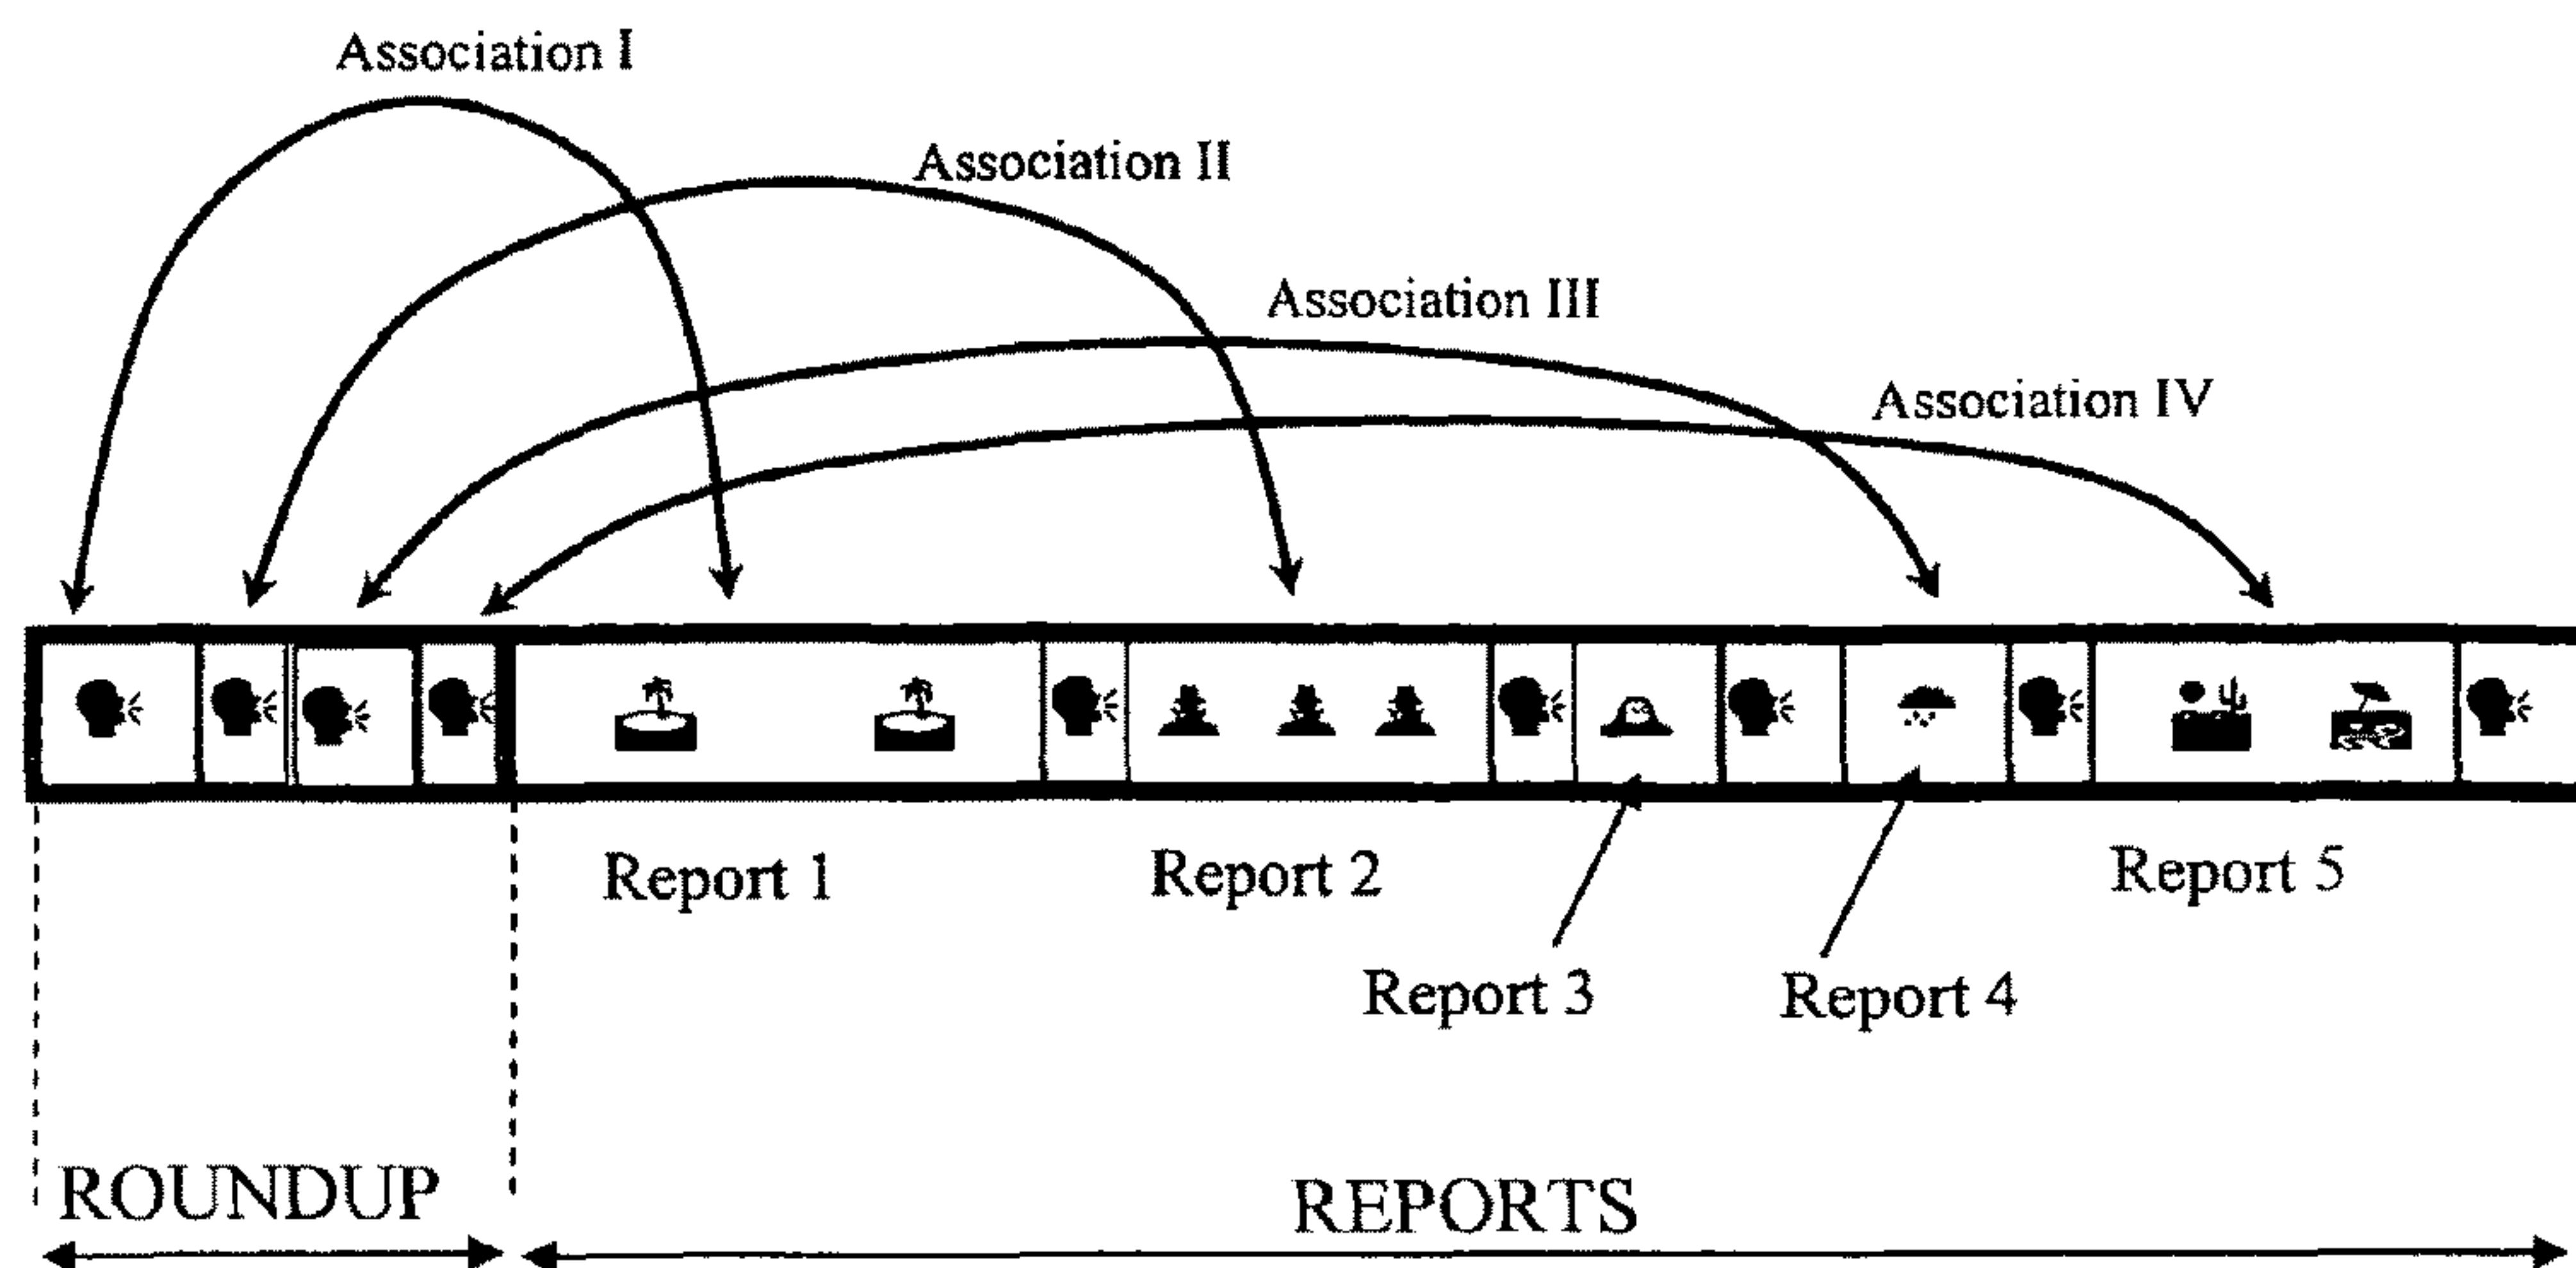 Association I
Association II
Association III
Association IV
Report 1
Report 2
Report 5
Report 3
Report 4
ROUNDUP
REPORTS